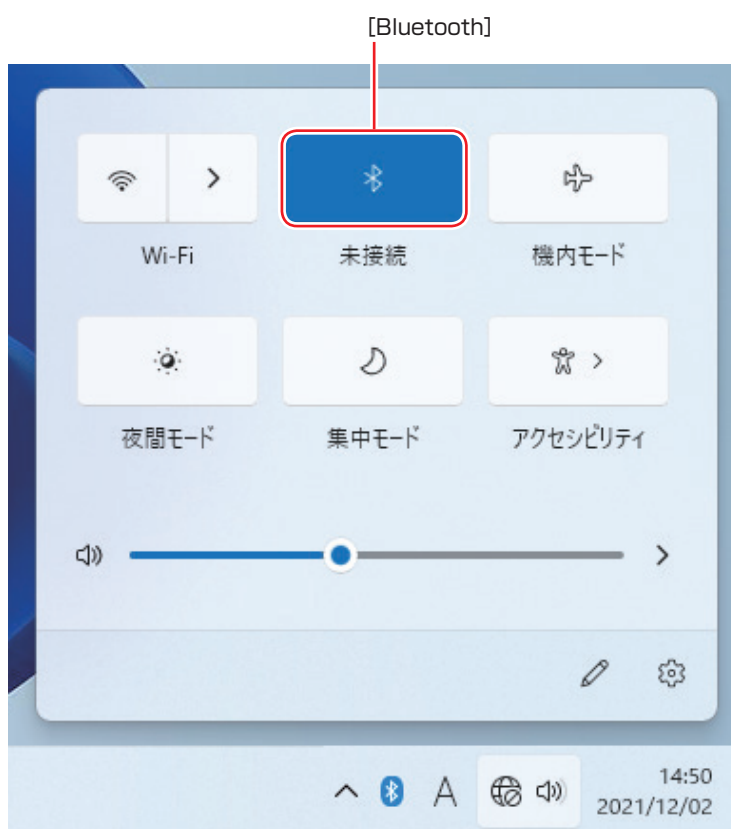 [Bluetooth]
Wi-Fi
未接続
機内モード
夜間モード
集中モード
アクセシビリティ
A
14:50
2021/12/02